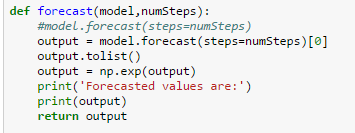 def forecast(model,numSteps):
    #model.forecast(steps=numSteps)
    output = model.forecast(steps=numSteps)[0]
    output.tolist()
    output = np.exp(output)
    print('Forecasted values are:')
    print(output)
    return output